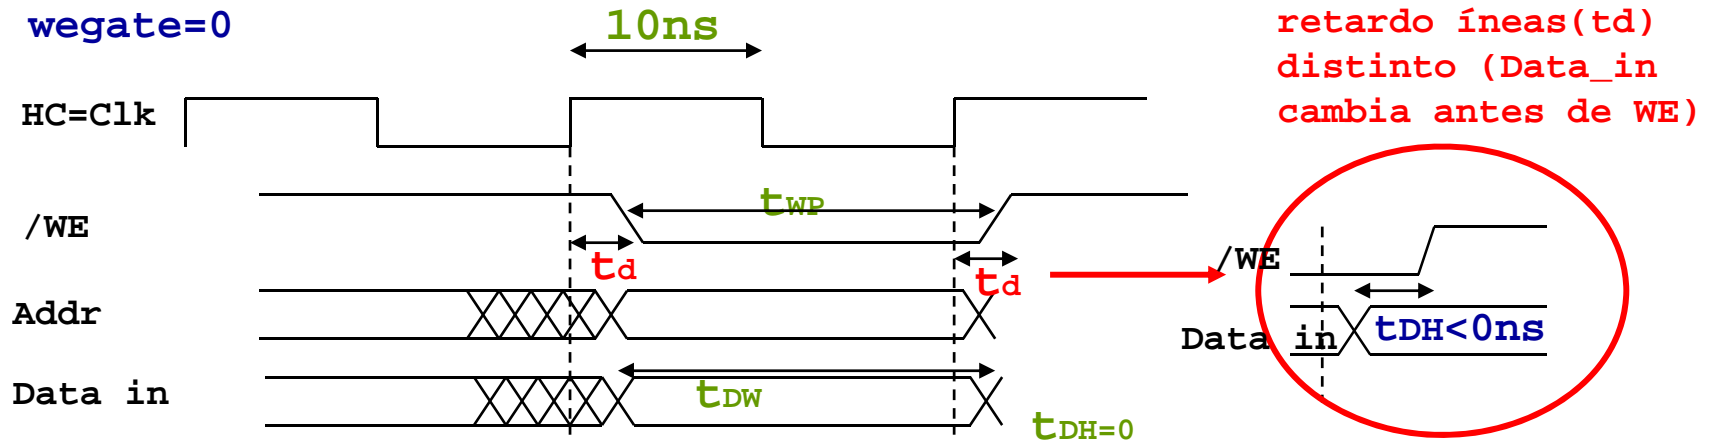 wegate=0
10ns
retardo íneas(td)
distinto (Data_in
cambia antes de WE)
HC=Clk
/WE
tWP
td
td
/WE
Addr
Data in
tDH<0ns
Data in
tDW
tDH=0